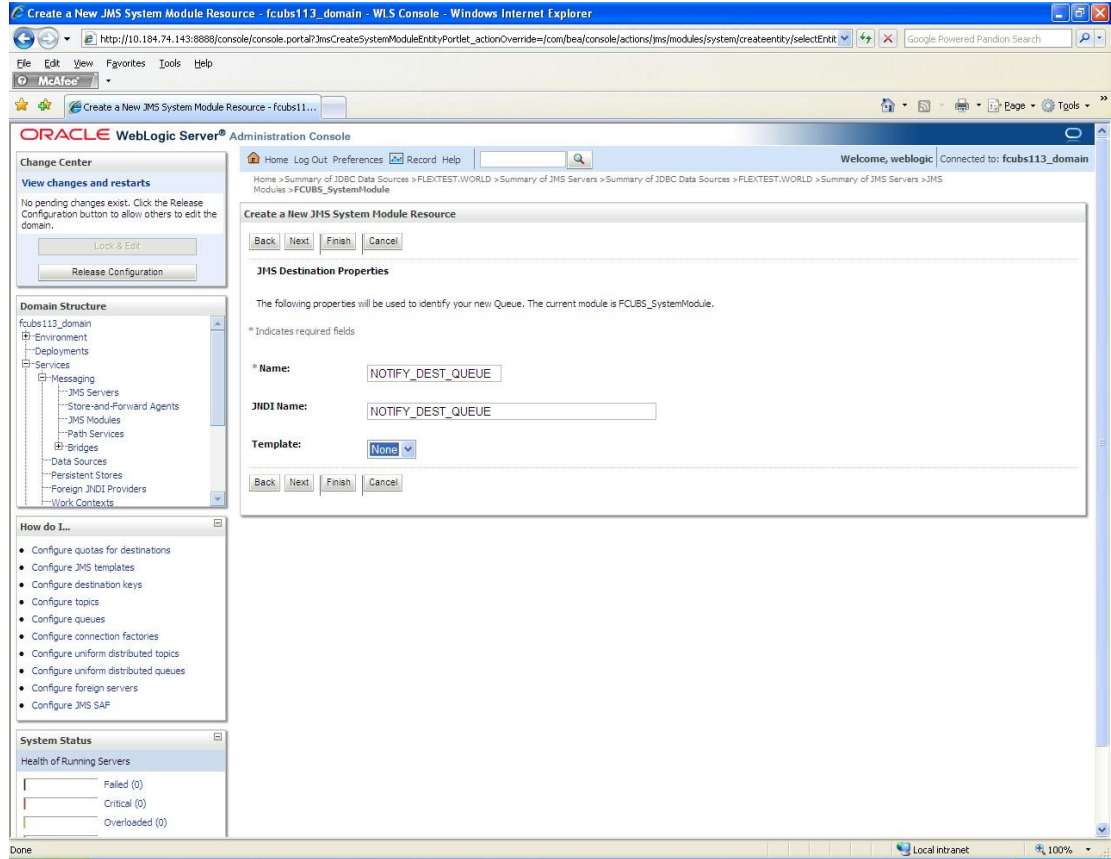 Create a New JMS System Module Resource - fcubs113_domain - WLS Console - Windows Internet Explorer
http://10.184.74.143:8888/console/console.portal?JmsCreateSystemModuleEntityPortlet_actionOverride=/com/bea/console/actions/jms/modules/system/createentity/selectEntit
Google Powered Pandion Search
File Edit View Favorites Tools Help
McAfee
Create a New JMS System Module Resource - fcubs11...
Page Tools
ORACLE WebLogic Server® Administration Console
Change Center
View changes and restarts
No pending changes exist. Click the Release
Configuration button to allow others to edit the
domain.
Lock & Edit
Release Configuration
Domain Structure
fcubs113_domain
Environment
Deployments
Services
Messaging
JMS Servers
Store-and-Forward Agents
JMS Modules
Path Services
Bridges
Data Sources
Persistent Stores
Foreign JNDI Providers
Work Contexts
How do I...
Configure quotas for destinations
Configure JMS templates
Configure destination keys
Configure topics
Configure queues
Configure connection factories
Configure uniform distributed topics
Configure uniform distributed queues
Configure foreign servers
Configure JMS SAF
System Status
Health of Running Servers
Failed (0)
Critical (0)
Overloaded (0)
Home Log Out Preferences Record Help
Welcome, weblogic Connected to: fcubs113_domain
Home >Summary of JDBC Data Sources >FLEXTEST.WORLD >Summary of JMS Servers >Summary of JDBC Data Sources >FLEXTEST.WORLD >Summary of JMS Servers >JMS
Modules >FCUBS_SystemModule
Create a New JMS System Module Resource
Back Next Finish Cancel
JMS Destination Properties
The following properties will be used to identify your new Queue. The current module is FCUBS_SystemModule.
* Indicates required fields
* Name: NOTIFY_DEST_QUEUE
JNDI Name: NOTIFY_DEST_QUEUE
Template: None
Back Next Finish Cancel
Done
Local intranet
100%